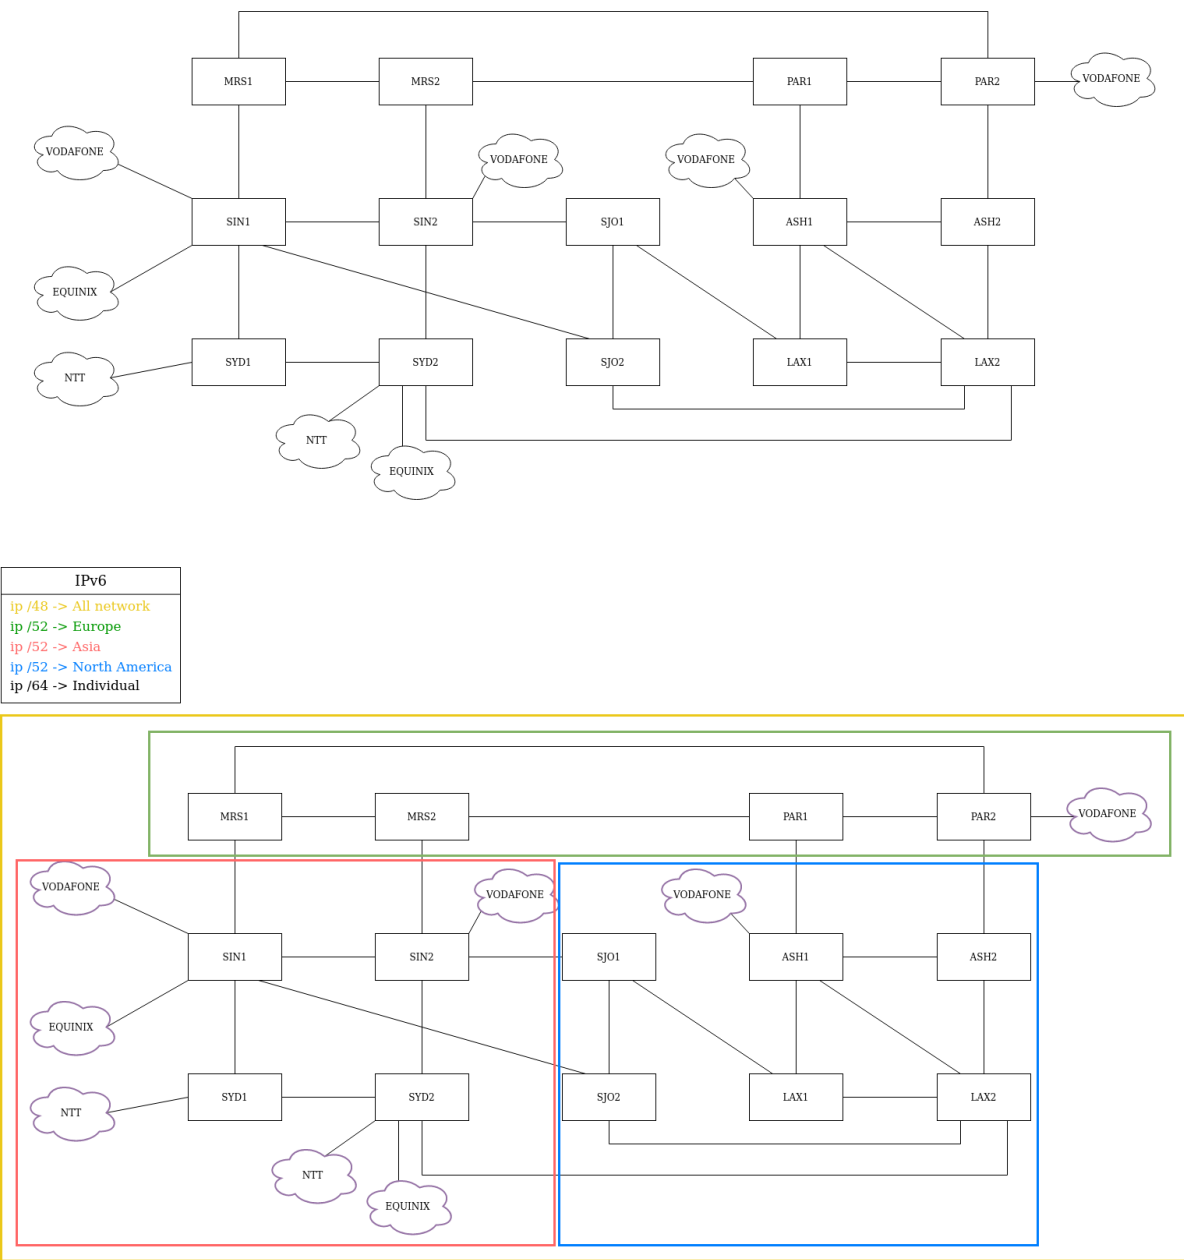 MRS1
MRS2
PAR1
PAR2
VODAFONE
VODAFONE
VODAFONE
VODAFONE
SIN1
SIN2
SJO1
ASH1
ASH2
EQUINIX
SYD1
SYD2
SJO2
LAX1
LAX2
NTT
NTT
EQUINIX
IPv6
ip /48 -> All network
ip /52 -> Europe
ip /52 -> Asia
ip /52 -> North America
ip /64 -> Individual
MRS1
MRS2
PAR1
PAR2
VODAFONE
VODAFONE
VODAFONE
VODAFONE
SIN1
SIN2
SJO1
ASH1
ASH2
EQUINIX
SYD1
SYD2
SJO2
LAX1
LAX2
NTT
NTT
EQUINIX